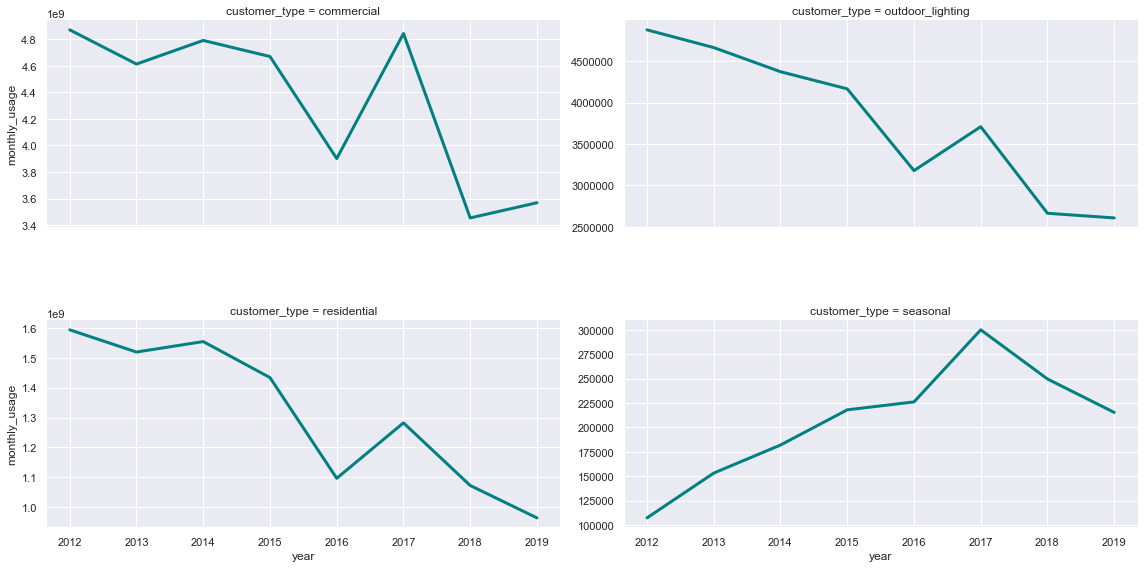 customer_type = commercial
1e9
4.8
4.6
4.4
4.2
4.0
3.8
3.6
3.4
monthly_usage
customer_type = outdoor_lighting
4500000
4000000
3500000
3000000
2500000
customer_type = residential
1e9
1.6
1.5
1.4
1.3
1.2
1.1
1.0
monthly_usage
2012 2013 2014 2015 2016 2017 2018 2019
year
customer_type = seasonal
300000
275000
250000
225000
200000
175000
150000
125000
100000
2012 2013 2014 2015 2016 2017 2018 2019
year